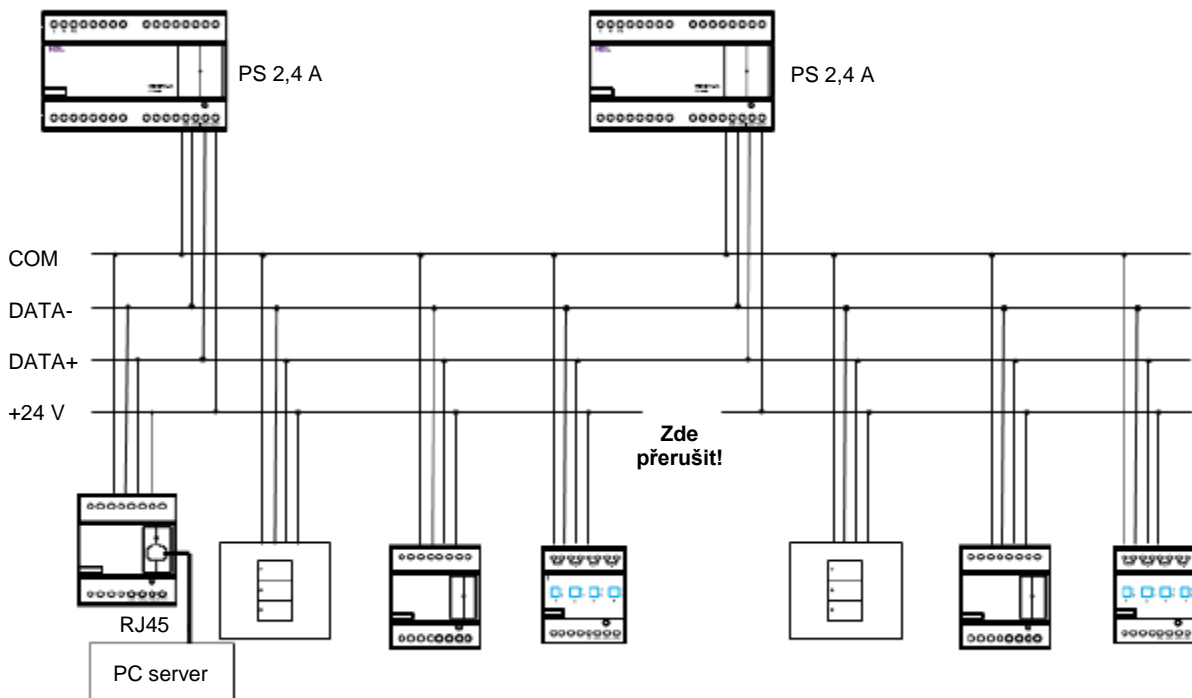 PS 2,4 A
PS 2,4 A
COM
DATA-
DATA+
+24 V
Zde
přerušit!
RJ45
PC server